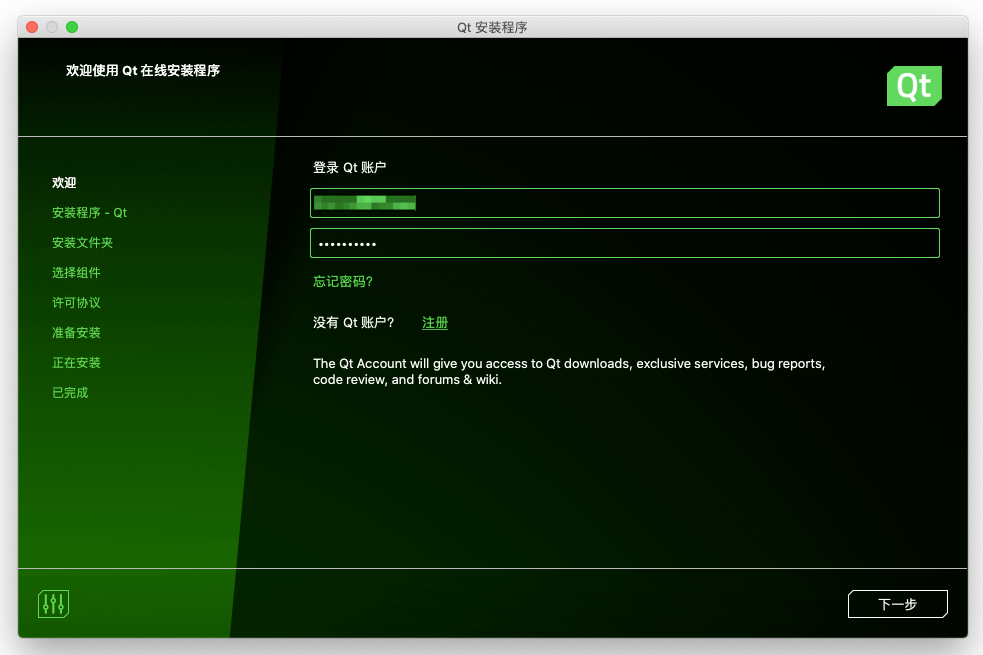 Qt 安装程序
欢迎使用 Qt 在线安装程序
Qt
欢迎
安装程序 - Qt
安装文件夹
选择组件
许可协议
准备安装
正在安装
已完成
登录 Qt 账户
••••••••••
忘记密码?
没有 Qt 账户? 注册
The Qt Account will give you access to Qt downloads, exclusive services, bug reports,
code review, and forums & wiki.
下一步